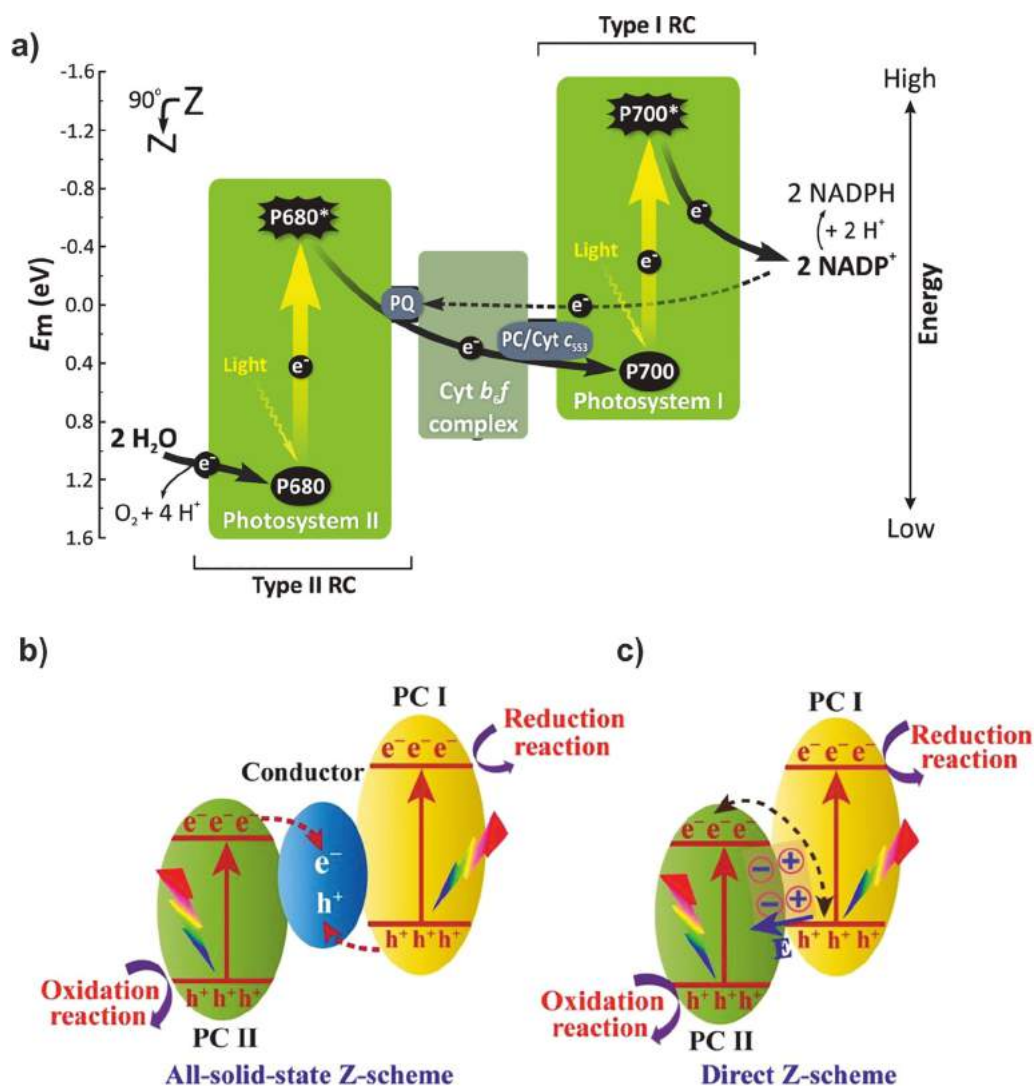 a)
Type I RC
-1.6
-1.2
-0.8
-0.4
0.0
0.4
0.8
1.2
1.6
Em (eV)
90° Z
Z
P680*
Light
e⁻
2 H₂O
e⁻
O₂ + 4 H⁺
P680
Photosystem II
Type II RC
PQ
e⁻
Cyt b₆f
complex
PC/Cyt c₅₅₃
e⁻
P700*
e⁻
Light
e⁻
P700
Photosystem I
2 NADPH
+ 2 H⁺
2 NADP⁺
High
Energy
Low
b)
PC I
e⁻ e⁻ e⁻
Reduction
reaction
Conductor
e⁻ e⁻ e⁻
e⁻
h⁺
h⁺ h⁺ h⁺
Oxidation
reaction
h⁺ h⁺ h⁺
PC II
All-solid-state Z-scheme
c)
PC I
e⁻ e⁻ e⁻
Reduction
reaction
e⁻ e⁻ e⁻
− +
− +
E
h⁺ h⁺ h⁺
Oxidation
reaction
h⁺ h⁺ h⁺
PC II
Direct Z-scheme